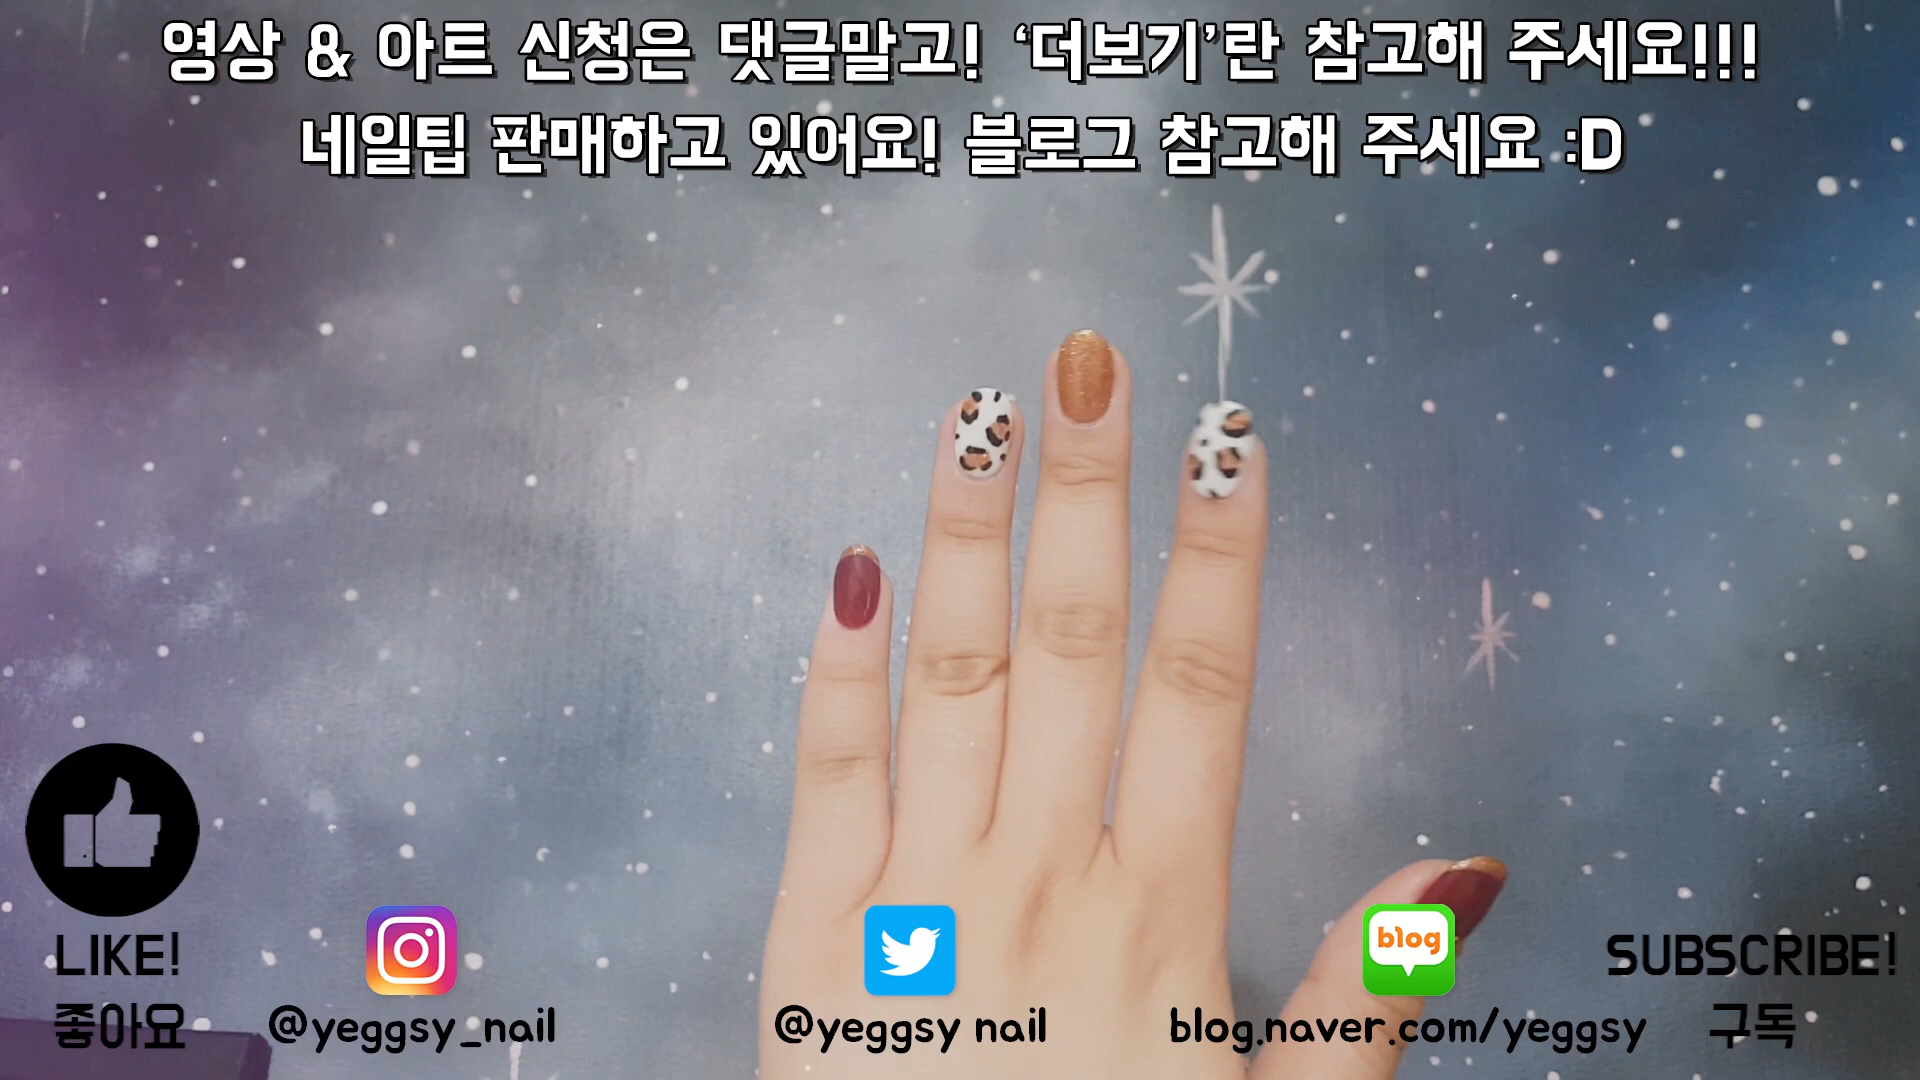 영상 & 아트 신청은 댓글말고! ‘더보기’란 참고해 주세요!!!
네일팁 판매하고 있어요! 블로그 참고해 주세요 :D
blog
LIKE!
좋아요
@yeggsy_nail
@yeggsy nail
blog.naver.com/yeggsy
SUBSCRIBE!
구독